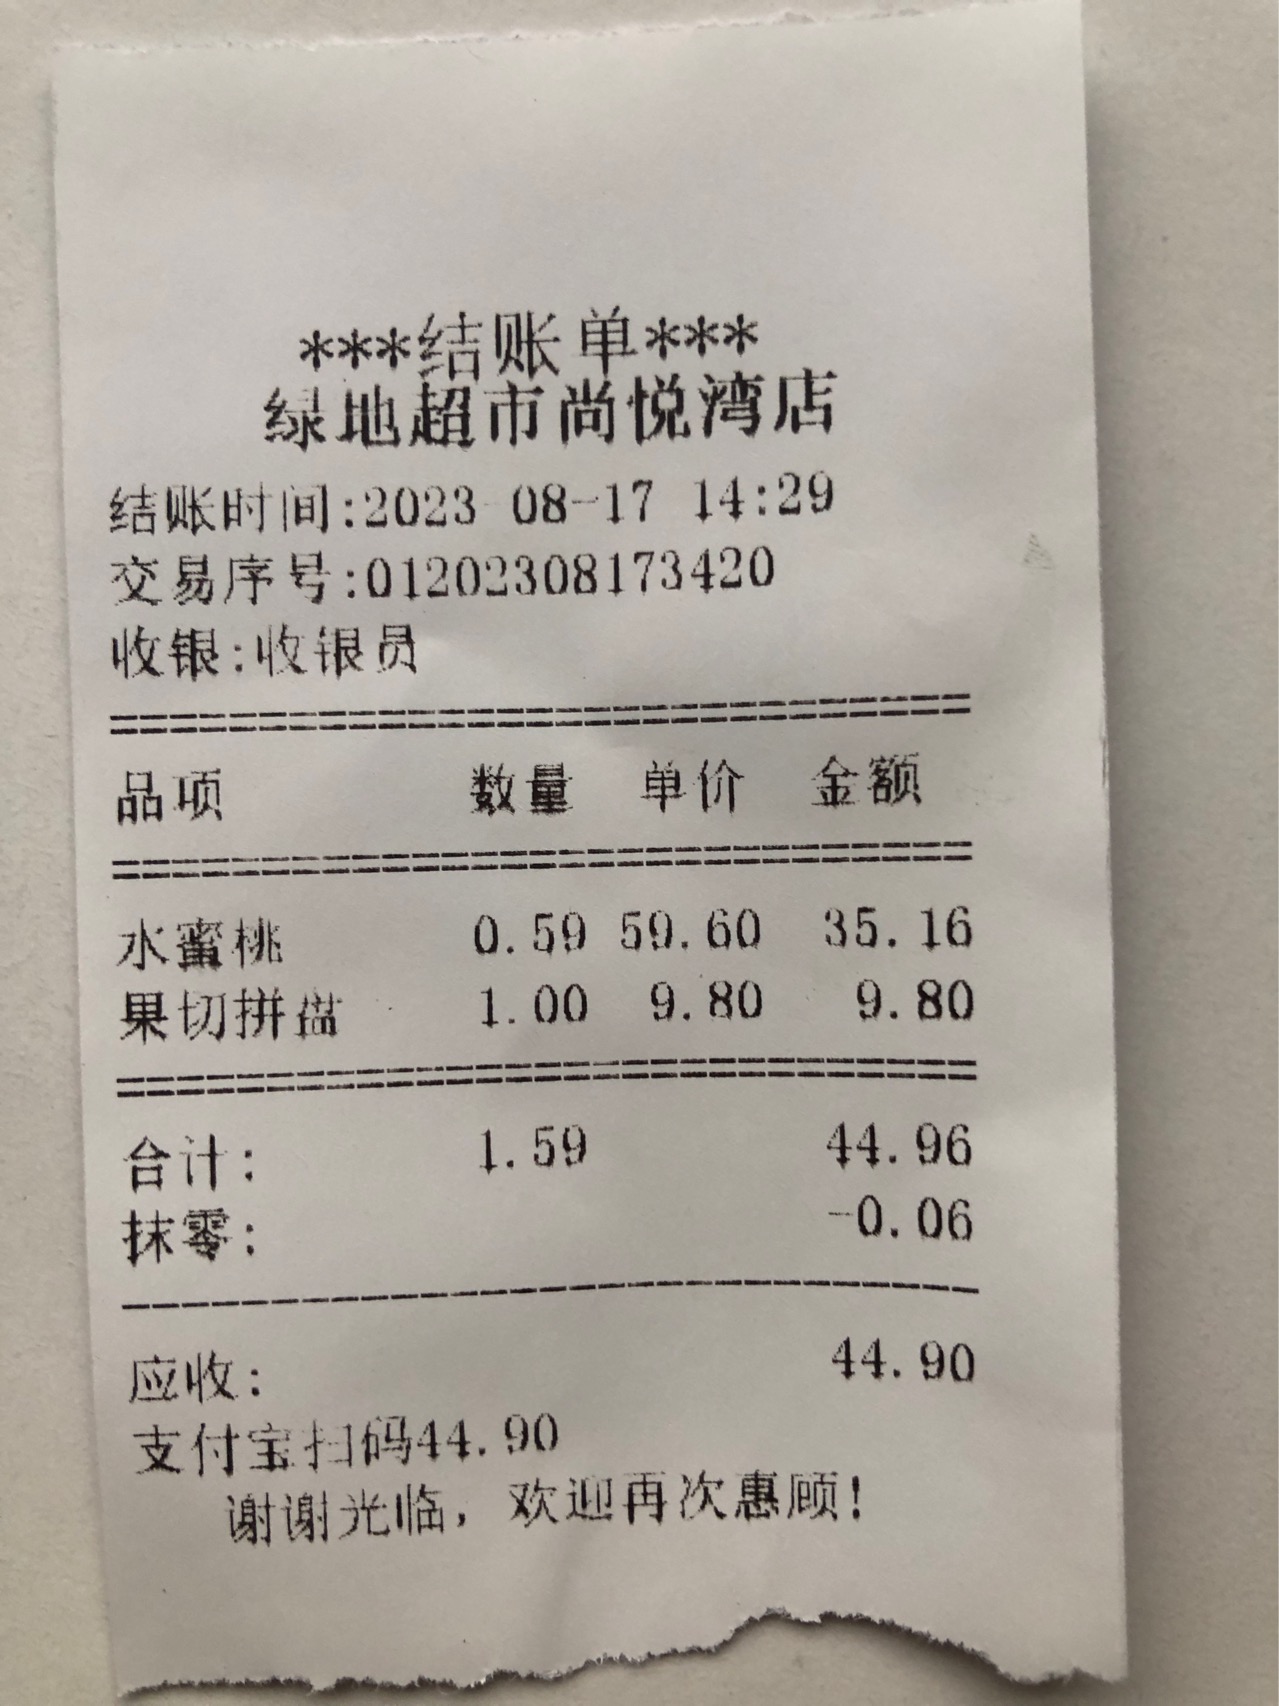 ***结账单***
绿地超市尚悦湾店
结账时间:2023-08-17 14:29
交易序号:012023081734​20
收银:收银员
品项 数量 单价 金额
水蜜桃 0.59 59.60 35.16
果切拼盘 1.00 9.80 9.80
合计: 1.59 44.96
抹零: -0.06
应收: 44.90
支付宝扫码44.90
谢谢光临，欢迎再次惠顾!